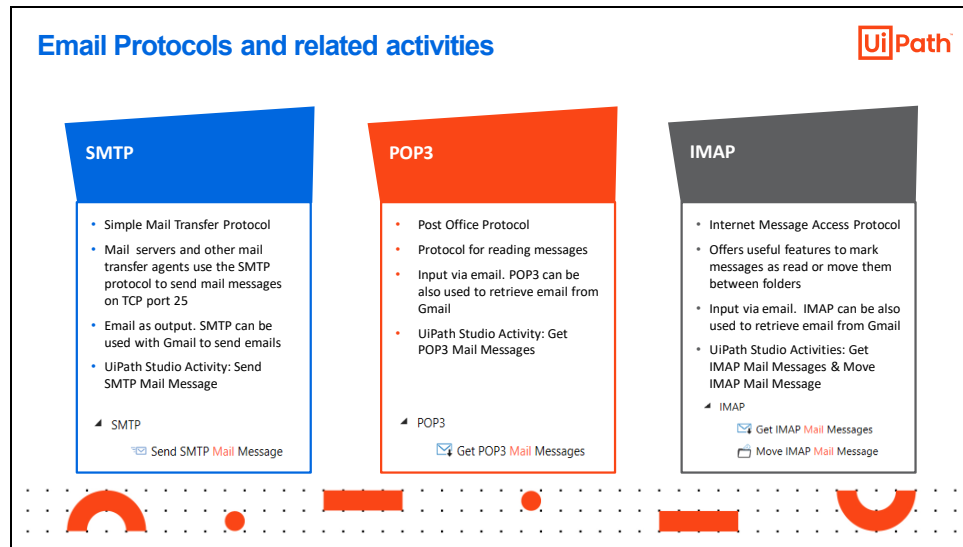 Email Protocols and related activities
UiPath
SMTP
• Simple Mail Transfer Protocol
• Mail servers and other mail
transfer agents use the SMTP
protocol to send mail messages
on TCP port 25
• Email as output. SMTP can be
used with Gmail to send emails
• UiPath Studio Activity: Send
SMTP Mail Message
SMTP
Send SMTP Mail Message
POP3
• Post Office Protocol
• Protocol for reading messages
• Input via email. POP3 can be
also used to retrieve email from
Gmail
• UiPath Studio Activity: Get
POP3 Mail Messages
POP3
Get POP3 Mail Messages
IMAP
• Internet Message Access Protocol
• Offers useful features to mark
messages as read or move them
between folders
• Input via email. IMAP can be also
used to retrieve email from Gmail
• UiPath Studio Activities: Get
IMAP Mail Messages & Move
IMAP Mail Message
IMAP
Get IMAP Mail Messages
Move IMAP Mail Message